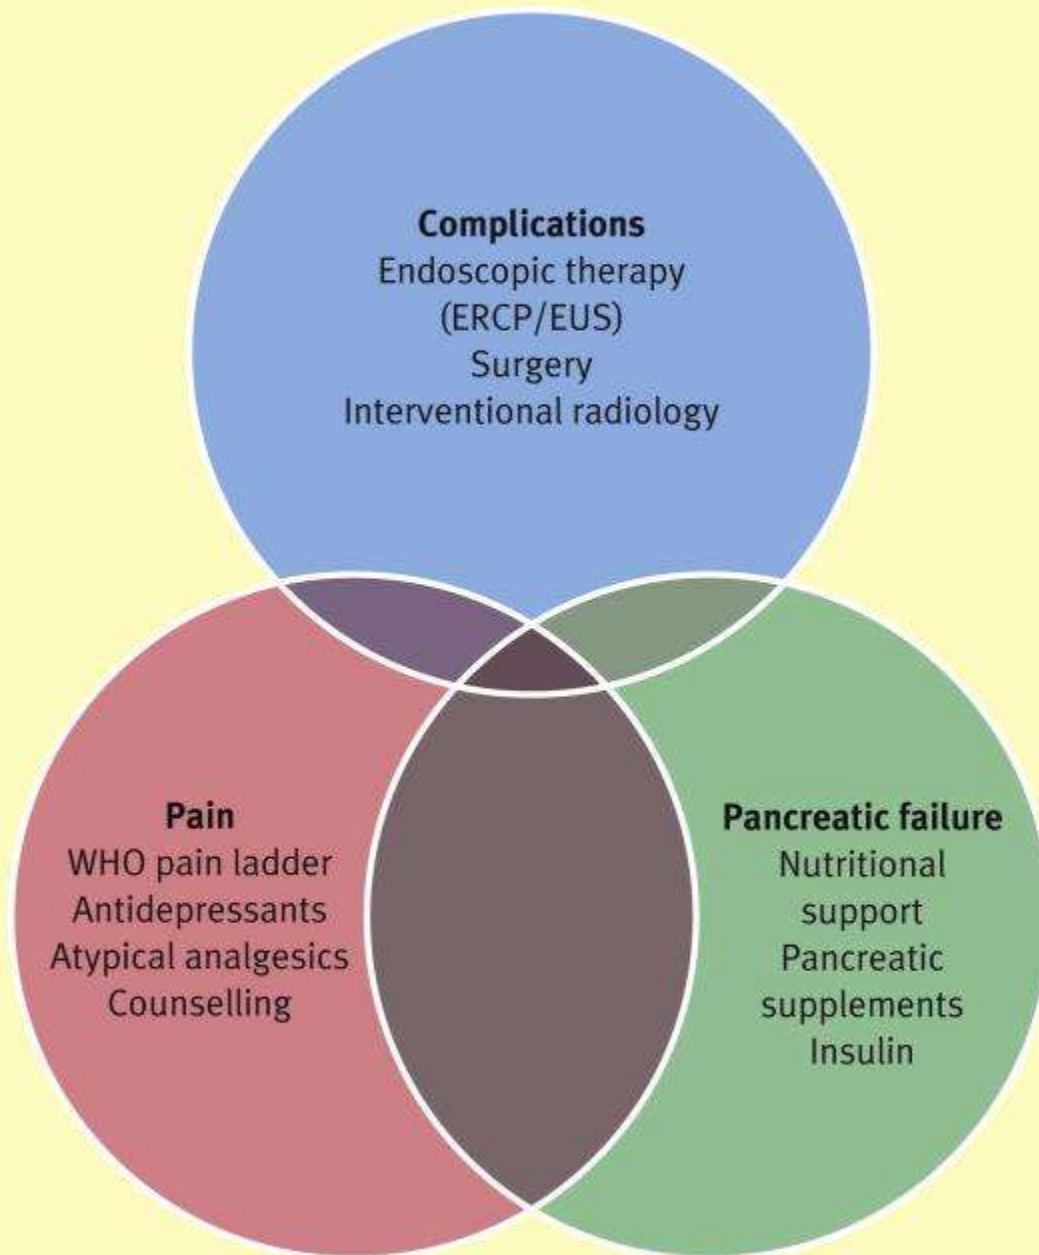 Complications
Endoscopic therapy
(ERCP/EUS)
Surgery
Interventional radiology
Pain
WHO pain ladder
Antidepressants
Atypical analgesics
Counselling
Pancreatic failure
Nutritional
support
Pancreatic
supplements
Insulin